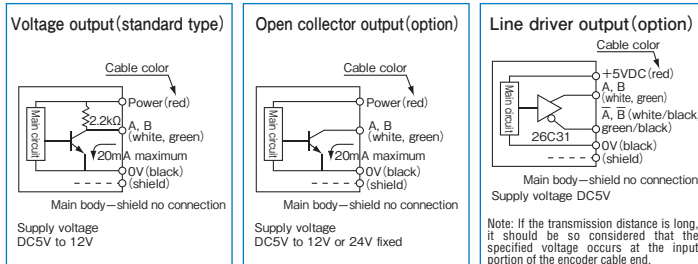 Voltage output(standard type)
Cable color
Main circuit
2.2kΩ
Power(red)
A, B
(white, green)
20mA maximum
0V(black)
(shield)
Main body—shield no connection
Supply voltage
DC5V to 12V
Open collector output(option)
Cable color
Main circuit
Power(red)
A, B
(white, green)
20mA maximum
0V(black)
(shield)
Main body—shield no connection
Supply voltage
DC5V to 12V or 24V fixed
Line driver output(option)
Cable color
Main circuit
26C31
+5VDC(red)
A, B
(white, green)
A̅, B̅(white/black
green/black)
0V(black)
(shield)
Main body—shield no connection
Supply voltage DC5V
Note: If the transmission distance is long,
it should be so considered that the
specified voltage occurs at the input
portion of the encoder cable end.